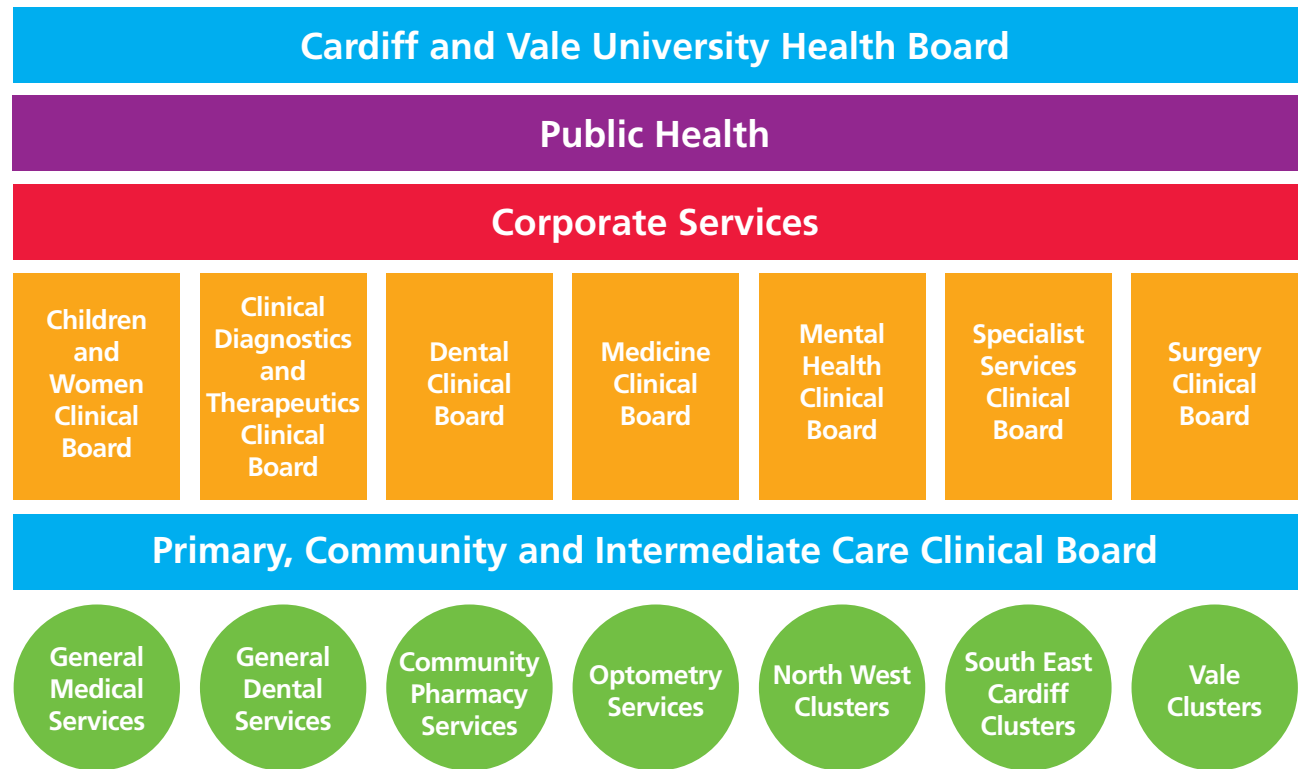 Cardiff and Vale University Health Board
Public Health
Corporate Services
Children
and
Women
Clinical
Board
Clinical
Diagnostics
and
Therapeutics
Clinical
Board
Dental
Clinical
Board
Medicine
Clinical
Board
Mental
Health
Clinical
Board
Specialist
Services
Clinical
Board
Surgery
Clinical
Board
Primary, Community and Intermediate Care Clinical Board
General
Medical
Services
General
Dental
Services
Community
Pharmacy
Services
Optometry
Services
North West
Clusters
South East
Cardiff
Clusters
Vale
Clusters